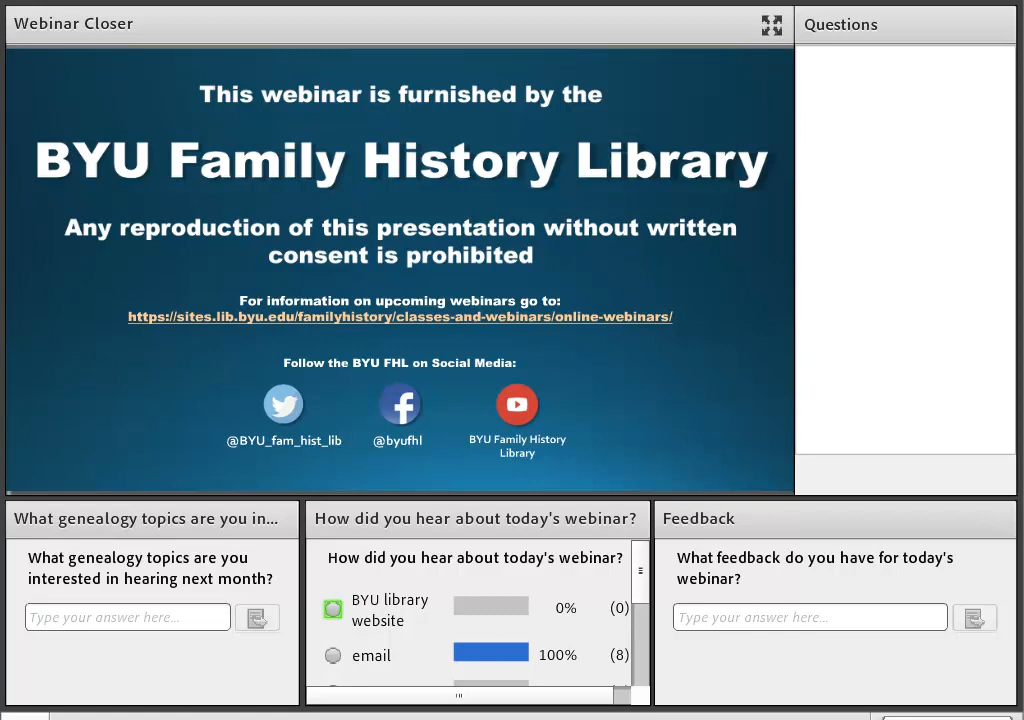 Webinar Closer
Questions
This webinar is furnished by the
BYU Family History Library
Any reproduction of this presentation without written
consent is prohibited
For information on upcoming webinars go to:
https://sites.lib.byu.edu/familyhistory/classes-and-webinars/online-webinars/
Follow the BYU FHL on Social Media:
@BYU_fam_hist_lib
@byufhl
BYU Family History
Library
What genealogy topics are you in...
What genealogy topics are you
interested in hearing next month?
Type your answer here...
How did you hear about today's webinar?
How did you hear about today's webinar?
BYU library
website
0% (0)
email 100% (8)
Feedback
What feedback do you have for today's
webinar?
Type your answer here...